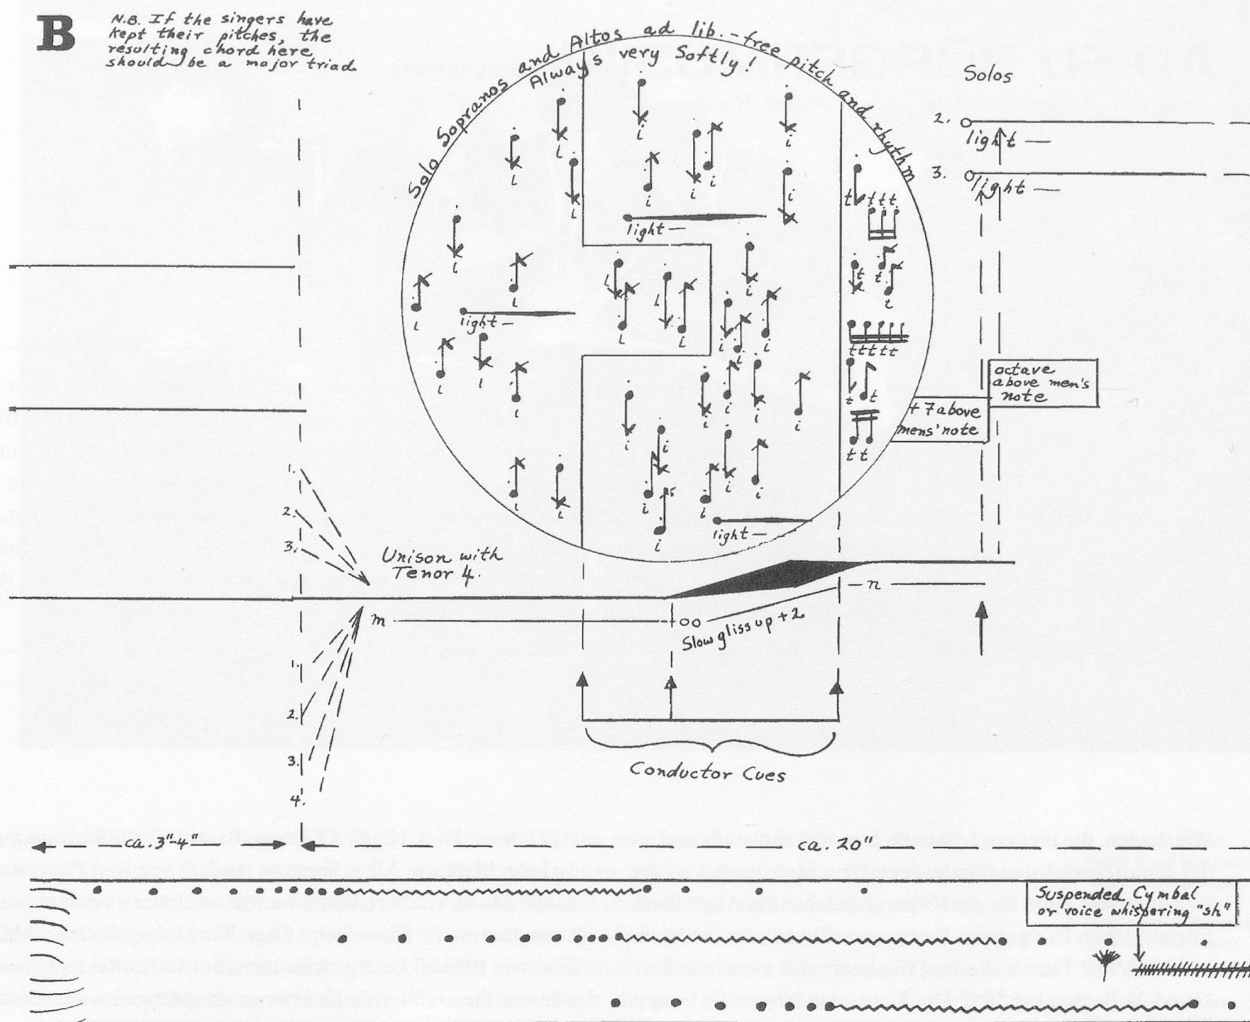 B
N.B. If the singers have
kept their pitches, the
resulting chord here
should be a major triad.
Solo Sopranos and Altos ad lib.--free pitch and rhythm
Always very Softly!
Solos
2.
light —
3.
light —
i i i
i i i i i
i i
light —
i
i
i
light —
i i
i i i
i i i i
i i i i
i i i i
i i
i i i i
i
light —
t t t t
t t
t
t t t t t
t t
t t
octave
above men's
note
+7 above
mens' note
1.
2.
3.
Unison with
Tenor 4.
m
oo
Slow gliss up +2
n
1.
2.
3.
4.
Conductor Cues
ca. 3"-4"
ca. 20"
Suspended Cymbal
or voice whispering "sh"